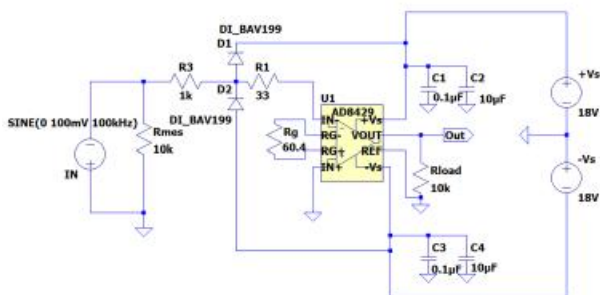 DI_BAV199
D1
R3
1k
R1
33
D2
DI_BAV199
SINE(0 100mV 100kHz)
IN
Rmes
10k
U1
AD8429
IN-
RG-
RG+
IN+
+Vs
VOUT
REF
-Vs
Rg
60.4
Out
Rload
10k
C1
0.1µF
C2
10µF
C3
0.1µF
C4
10µF
+Vs
18V
-Vs
18V